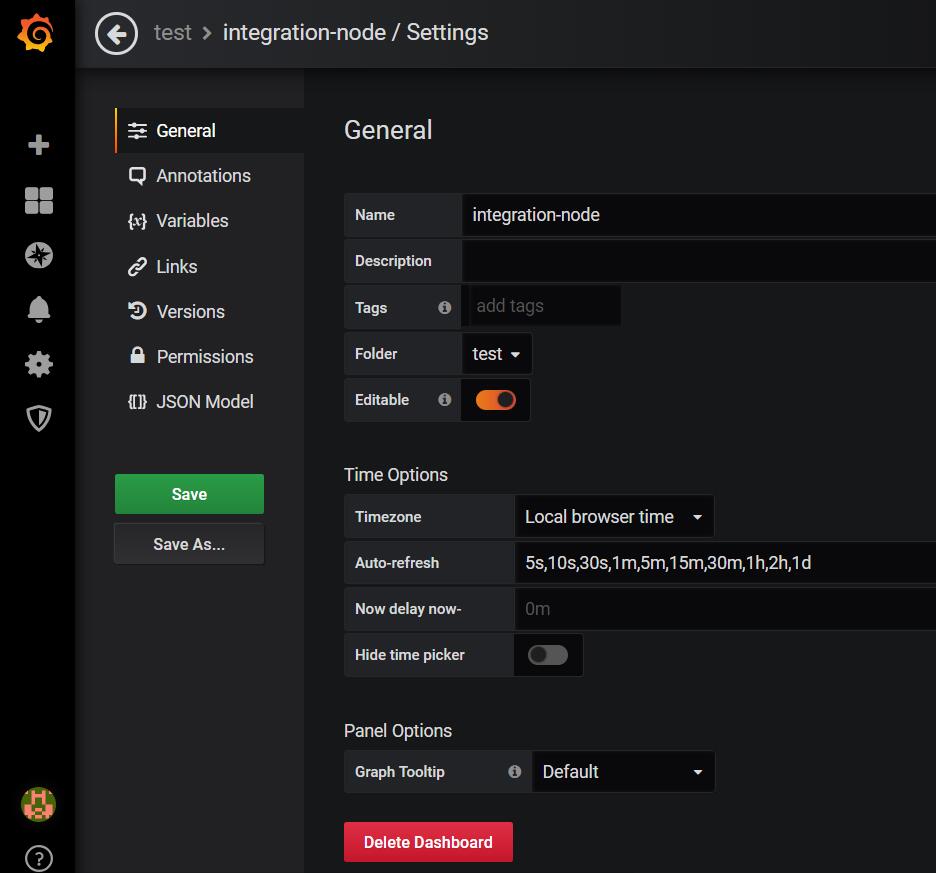 test > integration-node / Settings
General
Annotations
Variables
Links
Versions
Permissions
JSON Model
Save
Save As...
General
Name integration-node
Description
Tags add tags
Folder test
Editable
Time Options
Timezone Local browser time
Auto-refresh 5s,10s,30s,1m,5m,15m,30m,1h,2h,1d
Now delay now- 0m
Hide time picker
Panel Options
Graph Tooltip Default
Delete Dashboard